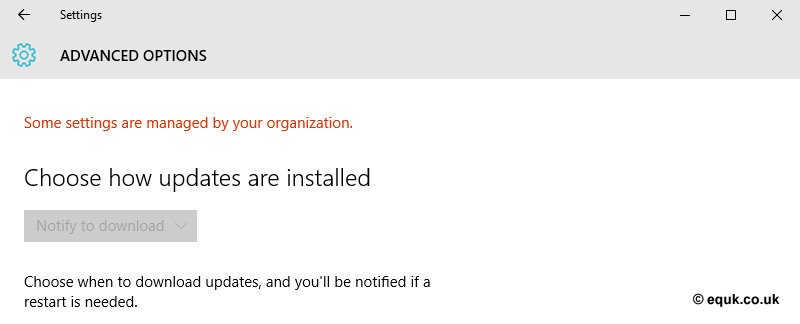 Settings
ADVANCED OPTIONS
Some settings are managed by your organization.
Choose how updates are installed
Notify to download
Choose when to download updates, and you'll be notified if a
restart is needed.
© equk.co.uk